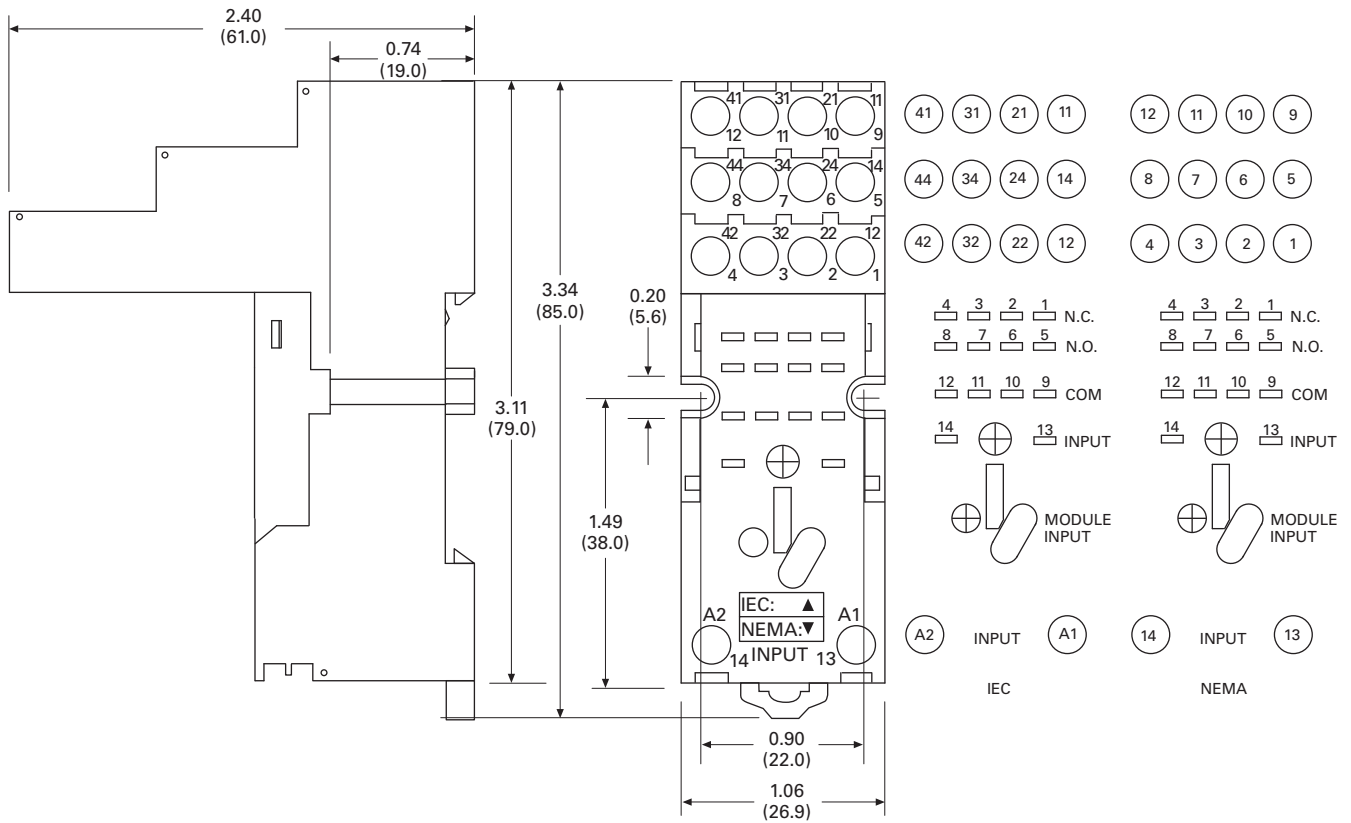 2.40
(61.0)
0.74
(19.0)
3.11
(79.0)
3.34
(85.0)
0.20
(5.6)
1.49
(38.0)
0.90
(22.0)
1.06
(26.9)
41 31 21 11
12 11 10 9
44 34 24 14
8 7 6 5
42 32 22 12
4 3 2 1
A2 IEC: ▲ A1
NEMA:▼
14 INPUT 13
41 31 21 11
44 34 24 14
42 32 22 12
4 3 2 1 N.C.
8 7 6 5 N.O.
12 11 10 9 COM
14 13 INPUT
MODULE
INPUT
A2 INPUT A1
IEC
12 11 10 9
8 7 6 5
4 3 2 1
4 3 2 1 N.C.
8 7 6 5 N.O.
12 11 10 9 COM
14 13 INPUT
MODULE
INPUT
14 INPUT 13
NEMA